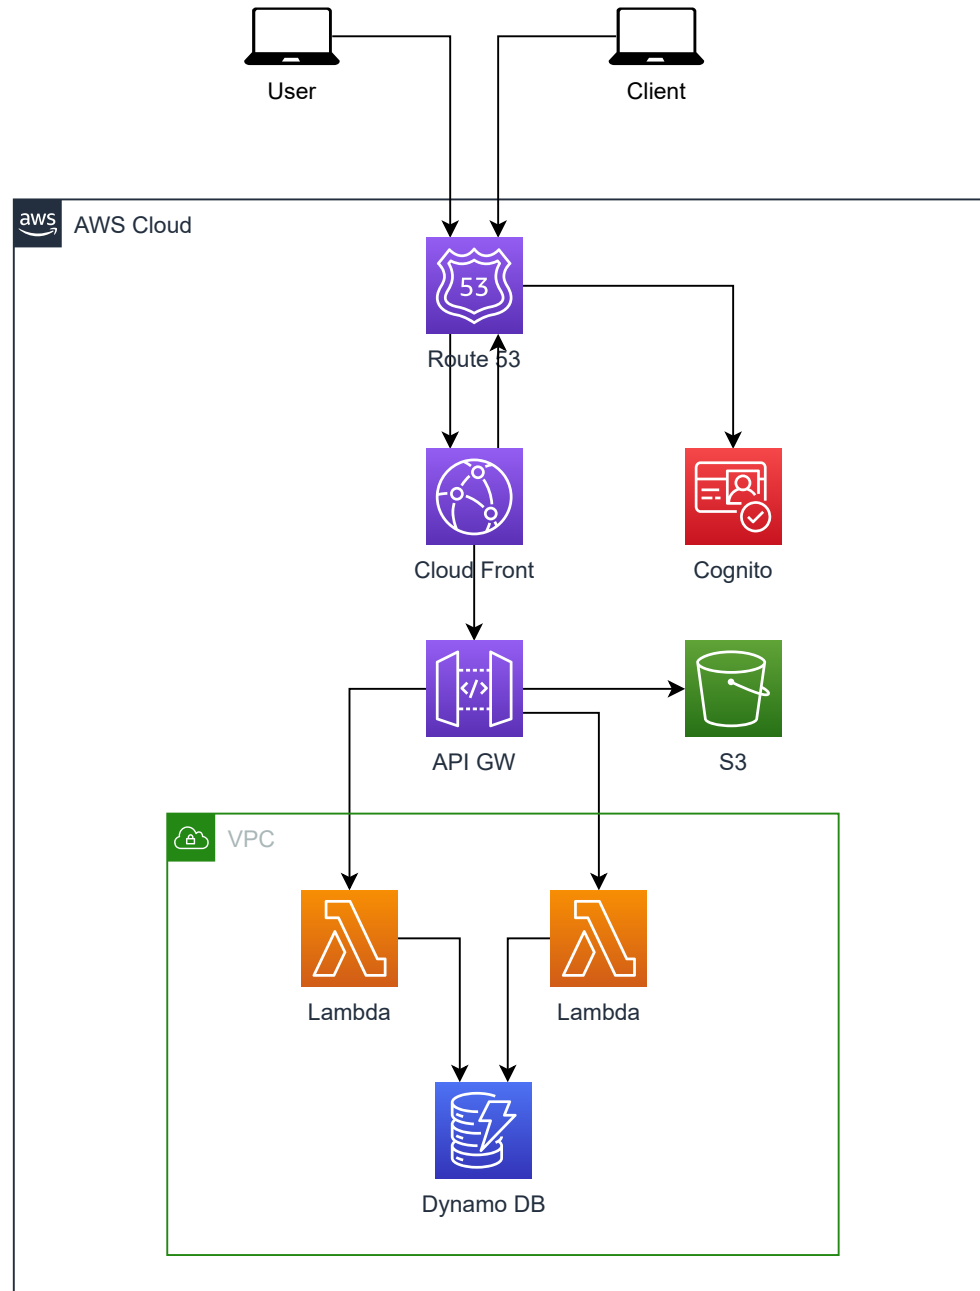 User
Client
aws
AWS Cloud
53
Route 53
Cloud Front
Cognito
</>
API GW
S3
VPC
Lambda
Lambda
Dynamo DB